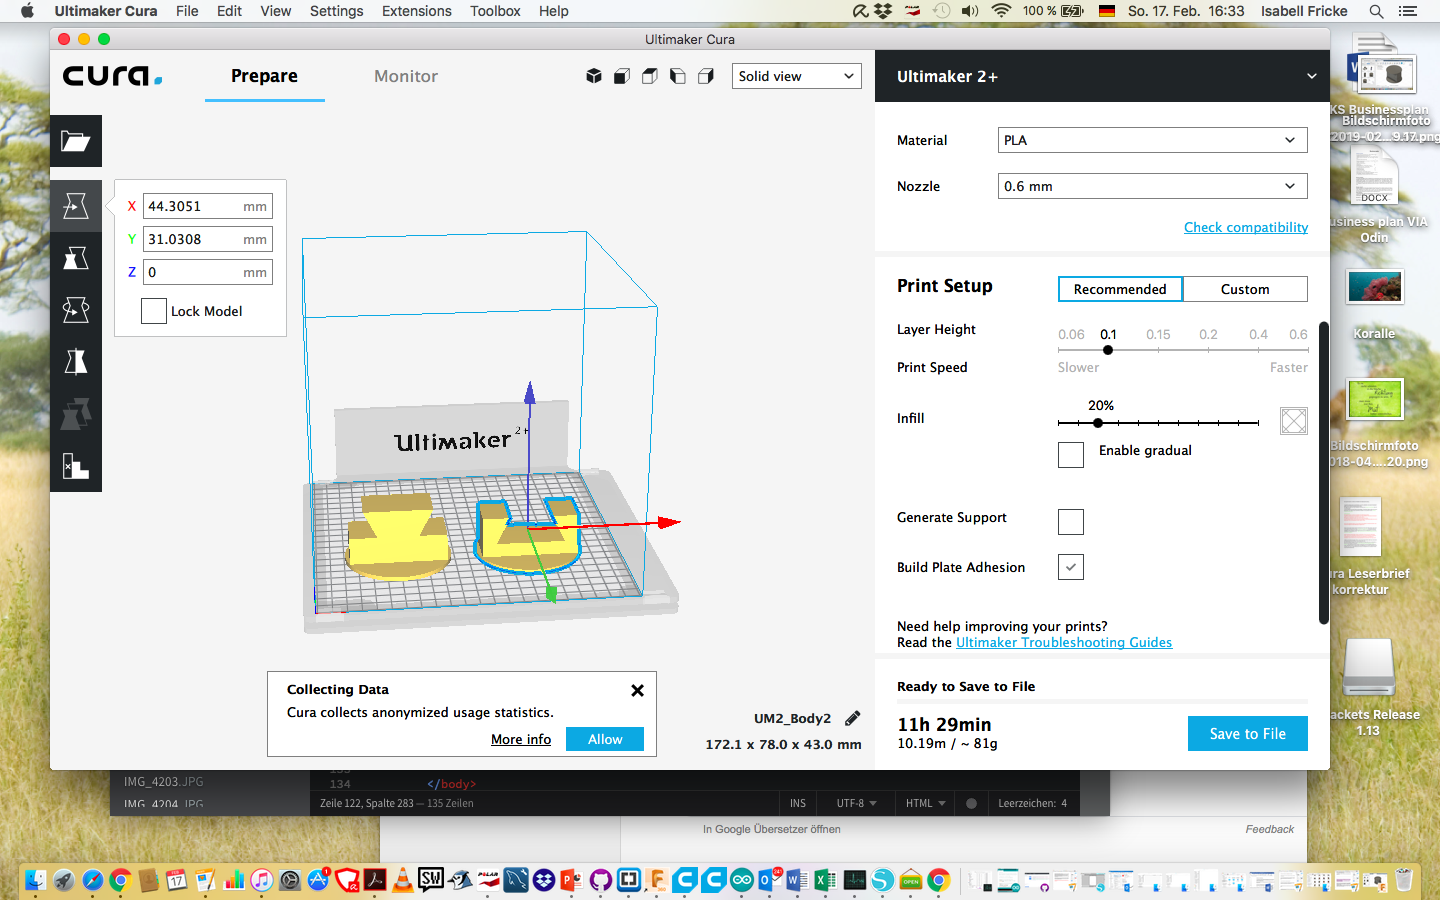 Ultimaker Cura File Edit View Settings Extensions Toolbox Help 100 % So. 17. Feb. 16:33 Isabell Fricke
Ultimaker Cura
cura. Prepare Monitor Solid view Ultimaker 2+
Material PLA
Nozzle 0.6 mm
Check compatibility
X 44.3051 mm
Y 31.0308 mm
Z 0 mm
Lock Model
Print Setup Recommended Custom
Layer Height 0.06 0.1 0.15 0.2 0.4 0.6
Print Speed Slower Faster
Infill 20%
Enable gradual
Generate Support
Build Plate Adhesion
Need help improving your prints?
Read the Ultimaker Troubleshooting Guides
Ultimaker 2+
Collecting Data
Cura collects anonymized usage statistics.
More info Allow
UM2_Body2
172.1 x 78.0 x 43.0 mm
Ready to Save to File
11h 29min
10.19m / ~ 81g
Save to File
KS Businessplan
Bildschirmfoto
2019-02...9.17.png
DOCX
usiness plan VIA
Odin
Koralle
Bildschirmfoto
018-04....20.png
ura Leserbrief
korrektur
ackets Release
1.13
IMG_4203.JPG
IMG_4204.JPG
134 </body>
Zeile 122, Spalte 283 — 135 Zeilen INS UTF-8 HTML Leerzeichen: 4
In Google Übersetzer öffnen Feedback
FEB 17
1
SW
POLAR
241
OPEN